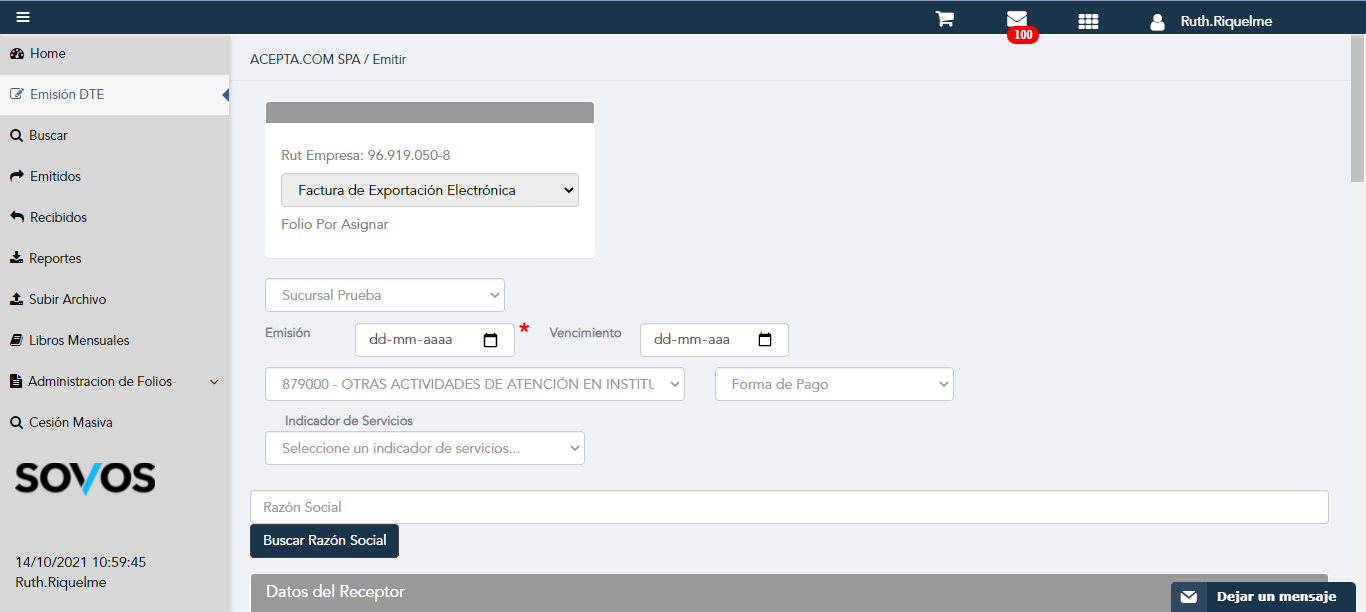 Ruth.Riquelme
100
Home
ACEPTA.COM SPA / Emitir
Emisión DTE
Buscar
Emitidos
Recibidos
Reportes
Subir Archivo
Libros Mensuales
Administracion de Folios
Cesión Masiva
SOVOS
14/10/2021 10:59:45
Ruth.Riquelme
Rut Empresa: 96.919.050-8
Factura de Exportación Electrónica
Folio Por Asignar
Sucursal Prueba
Emisión dd-mm-aaaa * Vencimiento dd-mm-aaa
879000 - OTRAS ACTIVIDADES DE ATENCIÓN EN INSTITU Forma de Pago
Indicador de Servicios
Seleccione un indicador de servicios...
Razón Social
Buscar Razón Social
Datos del Receptor
Dejar un mensaje